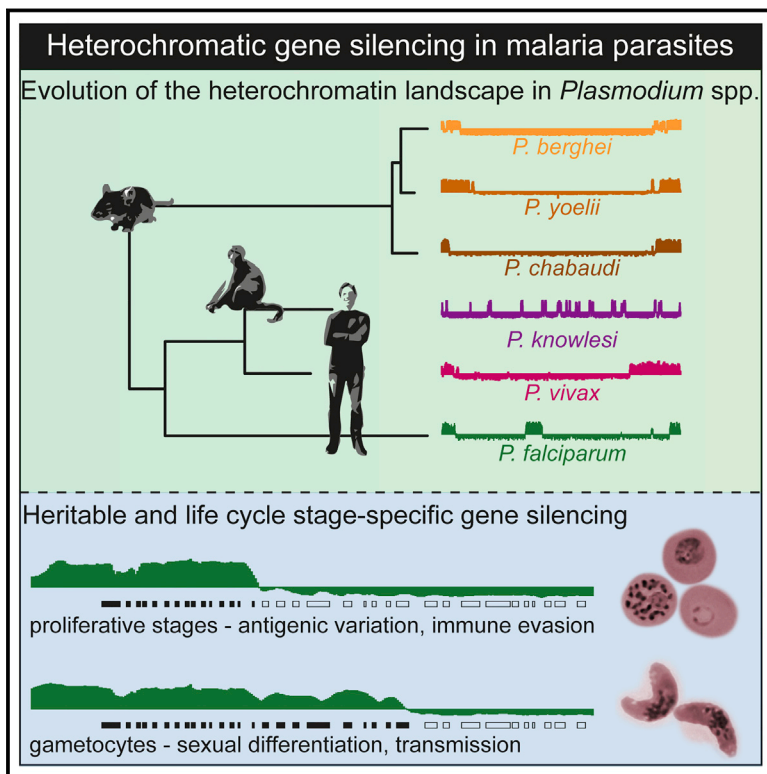 Heterochromatic gene silencing in malaria parasites
Evolution of the heterochromatin landscape in Plasmodium spp.
P. berghei
P. yoelii
P. chabaudi
P. knowlesi
P. vivax
P. falciparum
Heritable and life cycle stage-specific gene silencing
proliferative stages - antigenic variation, immune evasion
gametocytes - sexual differentiation, transmission